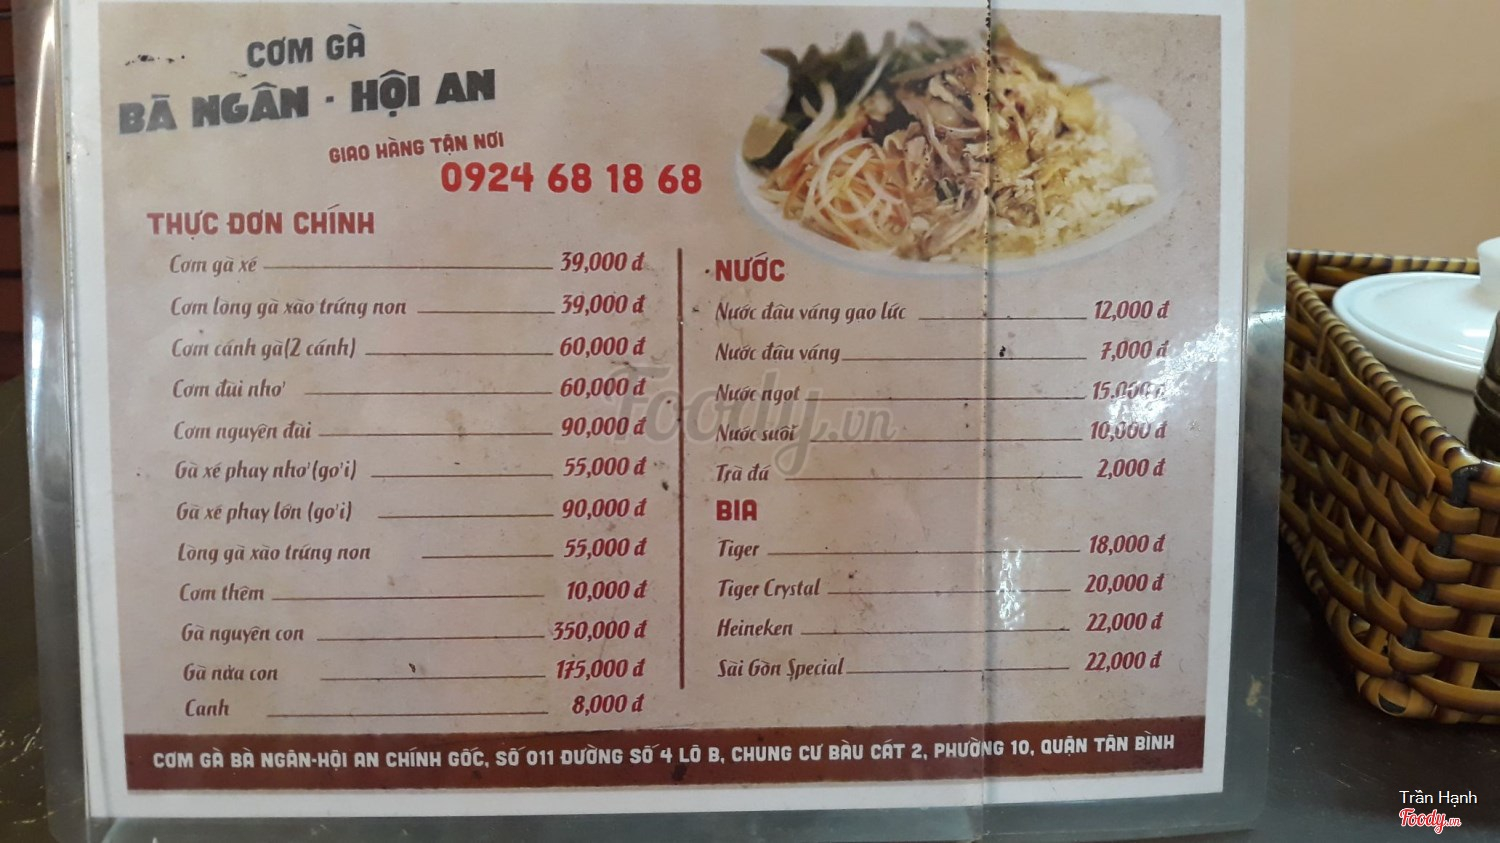 CƠM GÀ
BÀ NGÂN - HỘI AN
GIAO HÀNG TẬN NƠI
0924 68 18 68
THỰC ĐƠN CHÍNH
Cơm gà xé 39,000 đ
Cơm lòng gà xào trứng non 39,000 đ
Cơm cánh gà(2 cánh) 60,000 đ
Cơm đùi nhỏ 60,000 đ
Cơm nguyên đùi 90,000 đ
Gà xé phay nhỏ (gỏi) 55,000 đ
Gà xé phay lớn (gỏi) 90,000 đ
Lòng gà xào trứng non 55,000 đ
Cơm thêm 10,000 đ
Gà nguyên con 350,000 đ
Gà nửa con 175,000 đ
Canh 8,000 đ
NƯỚC
Nước đậu váng gạo lức 12,000 đ
Nước đậu váng 7,000 đ
Nước ngọt 15.000 đ
Nước suối 10,000 đ
Trà đá 2,000 đ
BIA
Tiger 18,000 đ
Tiger Crystal 20,000 đ
Heineken 22,000 đ
Sài Gòn Special 22,000 đ
CƠM GÀ BÀ NGÂN-HỘI AN CHÍNH GỐC, SỐ 011 ĐƯỜNG SỐ 4 LÔ B, CHUNG CƯ BÀU CÁT 2, PHƯỜNG 10, QUẬN TÂN BÌNH
Foody.vn
Trần Hạnh
Foody.vn